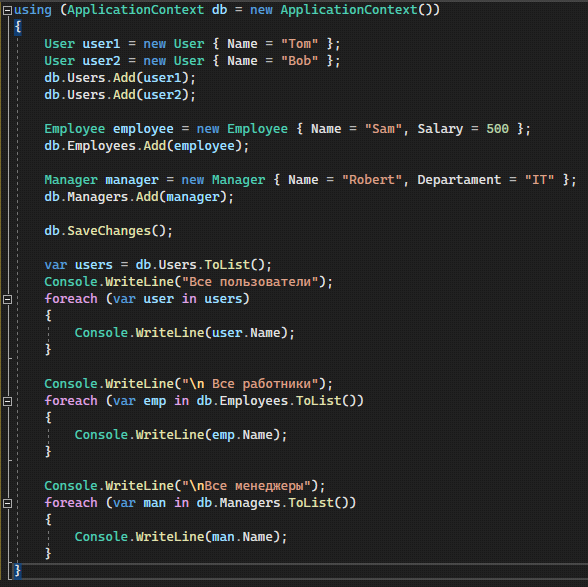 using (ApplicationContext db = new ApplicationContext())
{
User user1 = new User { Name = "Tom" };
User user2 = new User { Name = "Bob" };
db.Users.Add(user1);
db.Users.Add(user2);
Employee employee = new Employee { Name = "Sam", Salary = 500 };
db.Employees.Add(employee);
Manager manager = new Manager { Name = "Robert", Departament = "IT" };
db.Managers.Add(manager);
db.SaveChanges();
var users = db.Users.ToList();
Console.WriteLine("Все пользователи");
foreach (var user in users)
{
Console.WriteLine(user.Name);
}
Console.WriteLine("\n Все работники");
foreach (var emp in db.Employees.ToList())
{
Console.WriteLine(emp.Name);
}
Console.WriteLine("\nВсе менеджеры");
foreach (var man in db.Managers.ToList())
{
Console.WriteLine(man.Name);
}
}